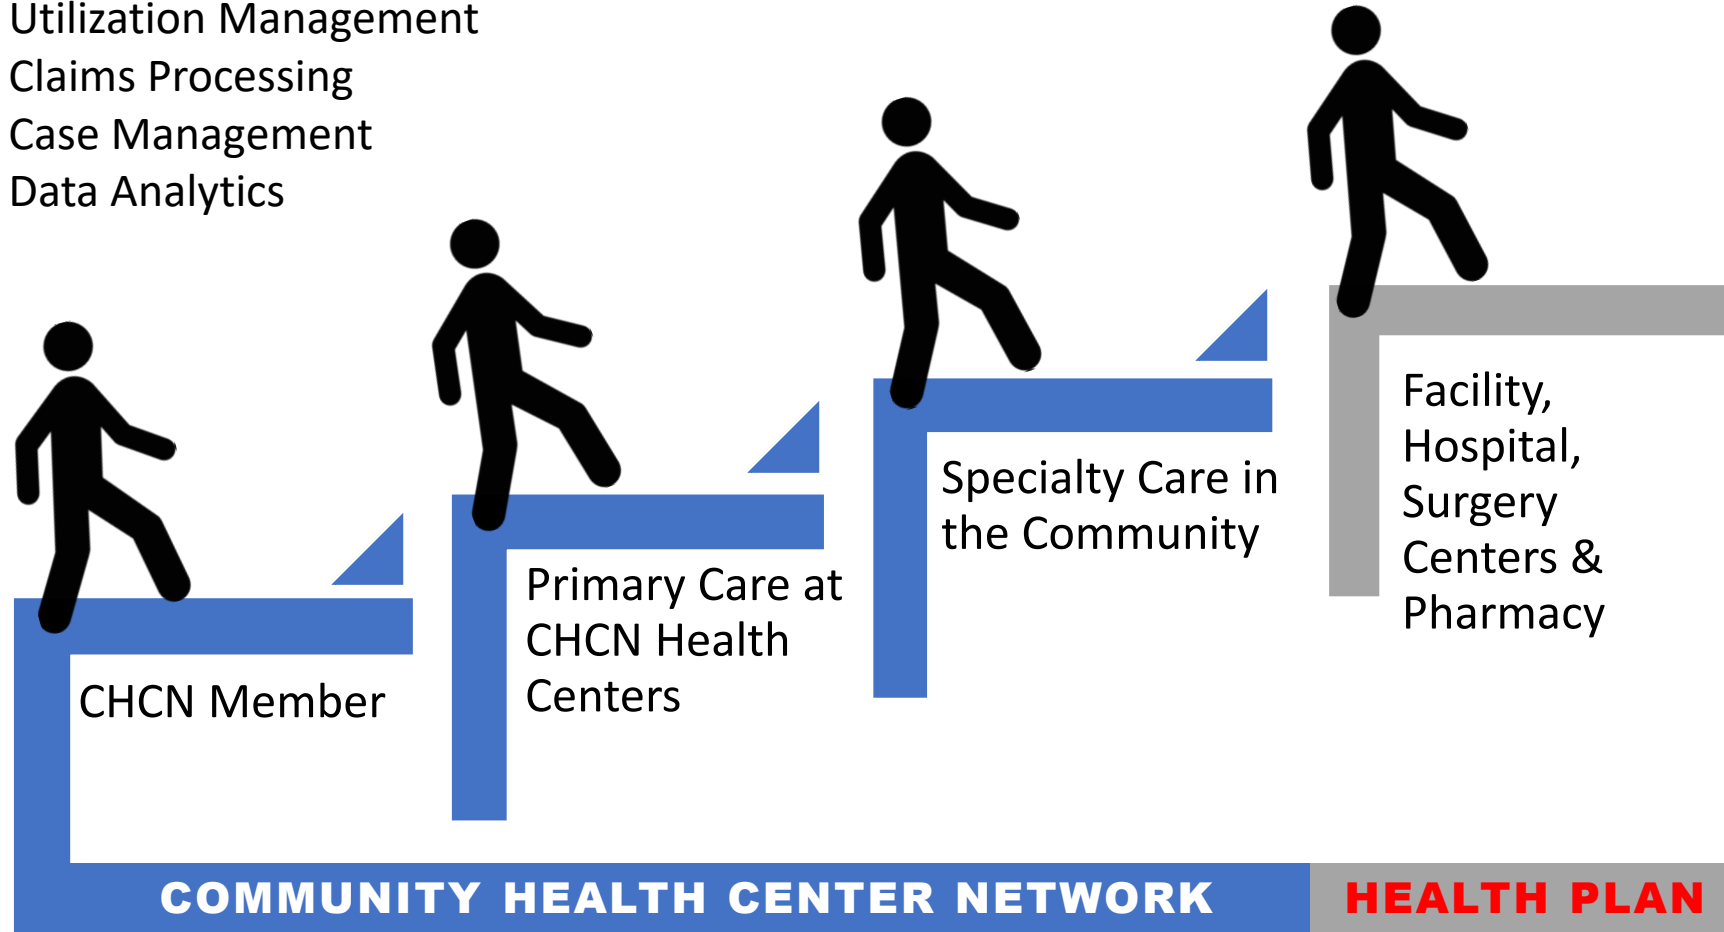 Utilization Management
Claims Processing
Case Management
Data Analytics
CHCN Member
Primary Care at
CHCN Health
Centers
Specialty Care in
the Community
Facility,
Hospital,
Surgery
Centers &
Pharmacy
COMMUNITY HEALTH CENTER NETWORK
HEALTH PLAN